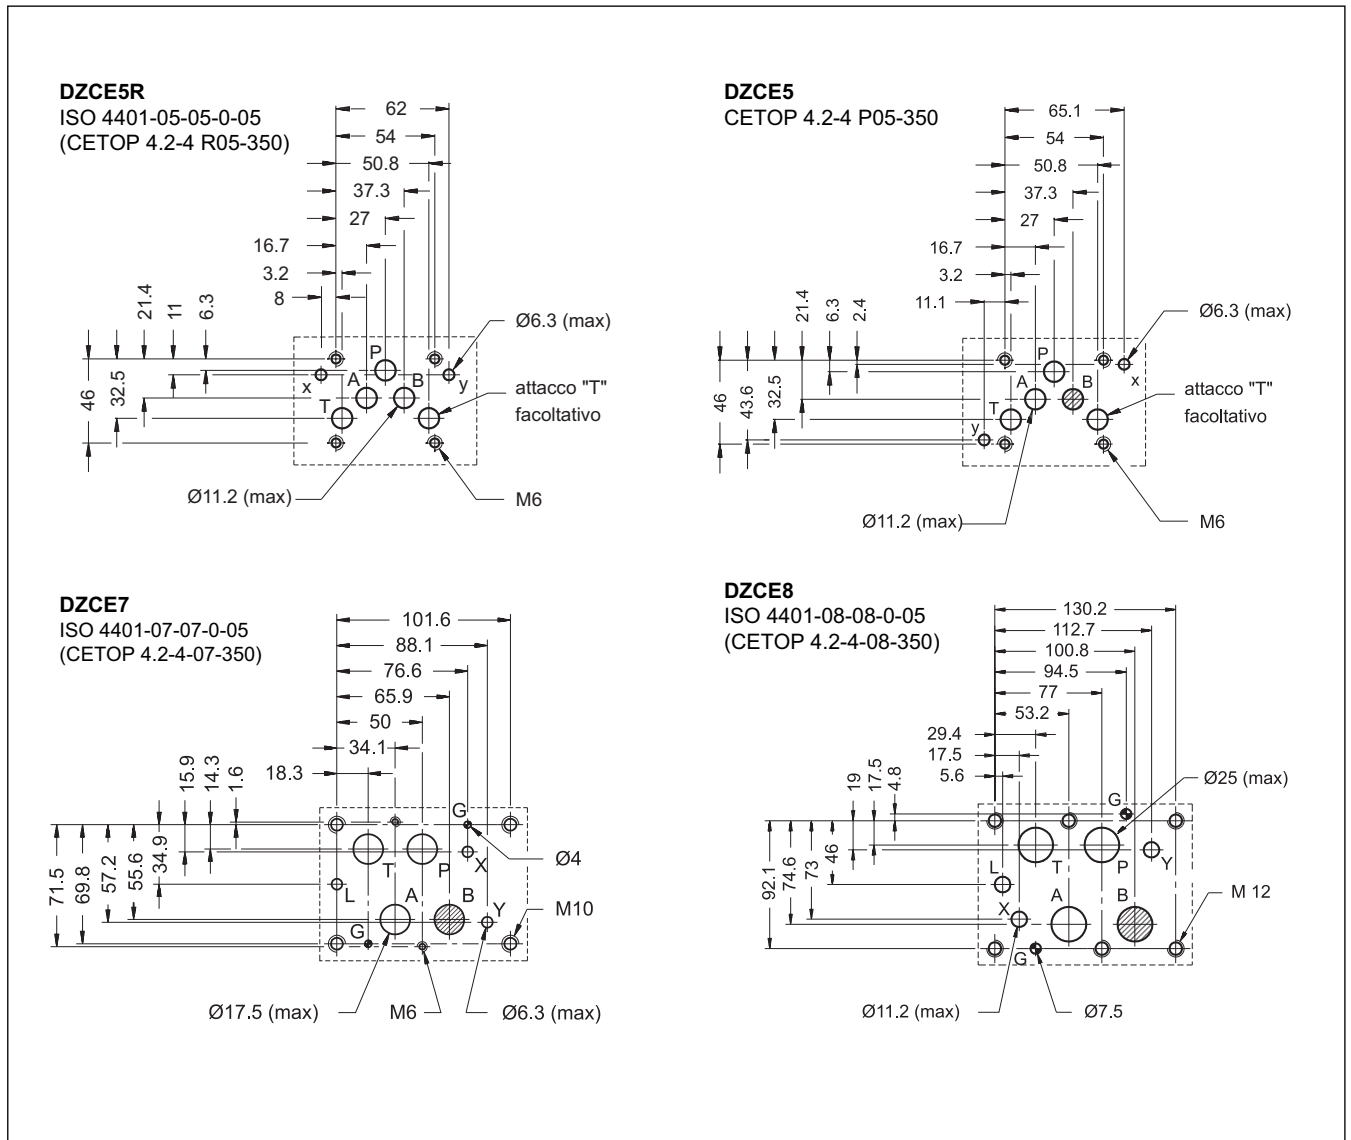 DZCE5R
ISO 4401-05-05-0-05
(CETOP 4.2-4 R05-350)
62
54
50.8
37.3
27
16.7
3.2
8
21.4
11
6.3
46
32.5
P
x
A
B
y
T
Ø6.3 (max)
attacco "T"
facoltativo
Ø11.2 (max)
M6
DZCE5
CETOP 4.2-4 P05-350
65.1
54
50.8
37.3
27
16.7
3.2
11.1
21.4
6.3
2.4
46
43.6
32.5
P
A
B
x
T
y
Ø6.3 (max)
attacco "T"
facoltativo
Ø11.2 (max)
M6
DZCE7
ISO 4401-07-07-0-05
(CETOP 4.2-4-07-350)
101.6
88.1
76.6
65.9
50
34.1
18.3
15.9
14.3
1.6
71.5
69.8
57.2
55.6
34.9
G
T
P
X
L
A
B
Y
G
Ø4
M10
Ø17.5 (max)
M6
Ø6.3 (max)
DZCE8
ISO 4401-08-08-0-05
(CETOP 4.2-4-08-350)
130.2
112.7
100.8
94.5
77
53.2
29.4
17.5
5.6
19
17.5
4.8
92.1
74.6
73
46
G
L
T
P
Y
X
A
B
G
Ø25 (max)
M 12
Ø11.2 (max)
Ø7.5